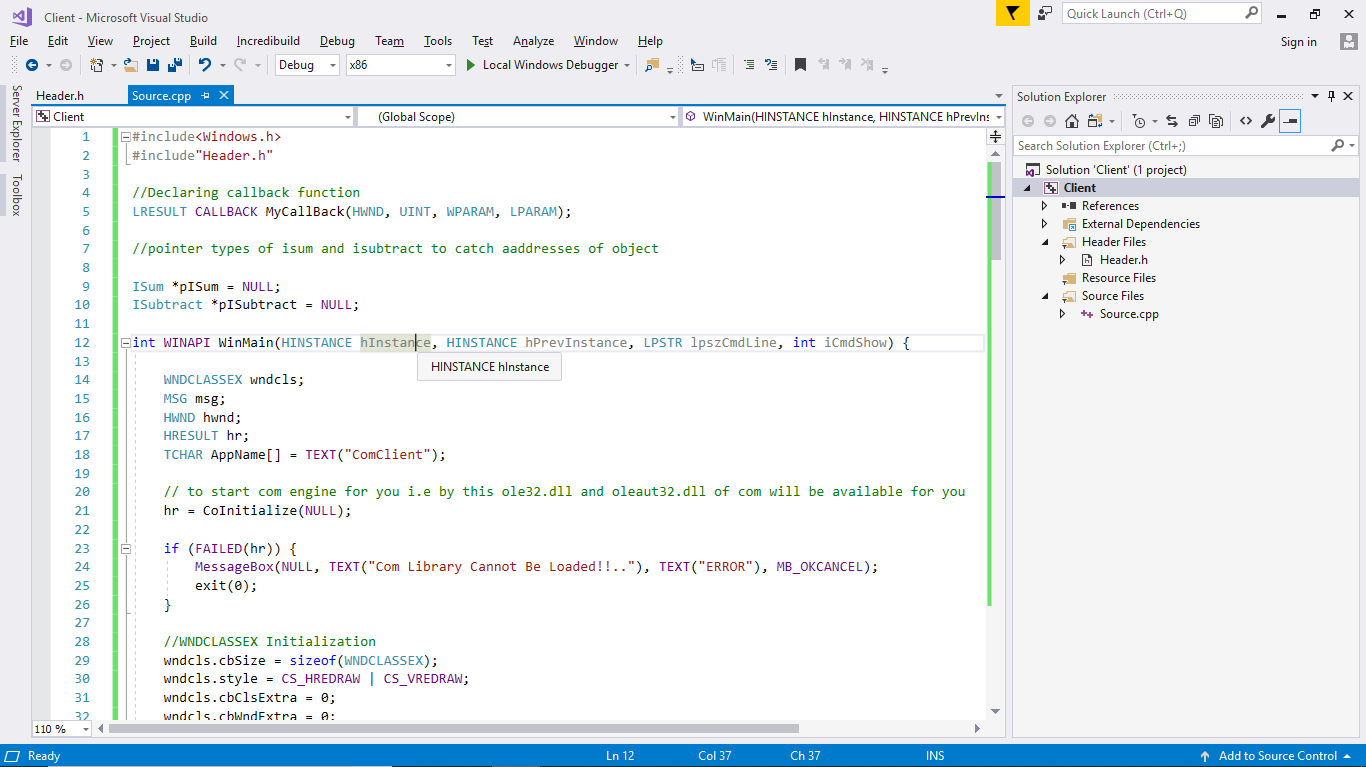 Client - Microsoft Visual Studio
Quick Launch (Ctrl+Q)
File Edit View Project Build Incredibuild Debug Team Tools Test Analyze Window Help
Sign in
Debug x86 Local Windows Debugger
Server Explorer
Toolbox
Header.h Source.cpp
Client (Global Scope) WinMain(HINSTANCE hInstance, HINSTANCE hPrevIns
1 #include<Windows.h>
2 #include"Header.h"
3
4 //Declaring callback function
5 LRESULT CALLBACK MyCallBack(HWND, UINT, WPARAM, LPARAM);
6
7 //pointer types of isum and isubtract to catch aaddresses of object
8
9 ISum *pISum = NULL;
10 ISubtract *pISubtract = NULL;
11
12 int WINAPI WinMain(HINSTANCE hInstance, HINSTANCE hPrevInstance, LPSTR lpszCmdLine, int iCmdShow) {
HINSTANCE hInstance
13
14 WNDCLASSEX wndcls;
15 MSG msg;
16 HWND hwnd;
17 HRESULT hr;
18 TCHAR AppName[] = TEXT("ComClient");
19
20 // to start com engine for you i.e by this ole32.dll and oleaut32.dll of com will be available for you
21 hr = CoInitialize(NULL);
22
23 if (FAILED(hr)) {
24 MessageBox(NULL, TEXT("Com Library Cannot Be Loaded!!.."), TEXT("ERROR"), MB_OKCANCEL);
25 exit(0);
26 }
27
28 //WNDCLASSEX Initialization
29 wndcls.cbSize = sizeof(WNDCLASSEX);
30 wndcls.style = CS_HREDRAW | CS_VREDRAW;
31 wndcls.cbClsExtra = 0;
32 wndcls.cbWndExtra = 0;
110 %
Solution Explorer
Search Solution Explorer (Ctrl+;)
Solution 'Client' (1 project)
Client
References
External Dependencies
Header Files
Header.h
Resource Files
Source Files
Source.cpp
Ready Ln 12 Col 37 Ch 37 INS Add to Source Control